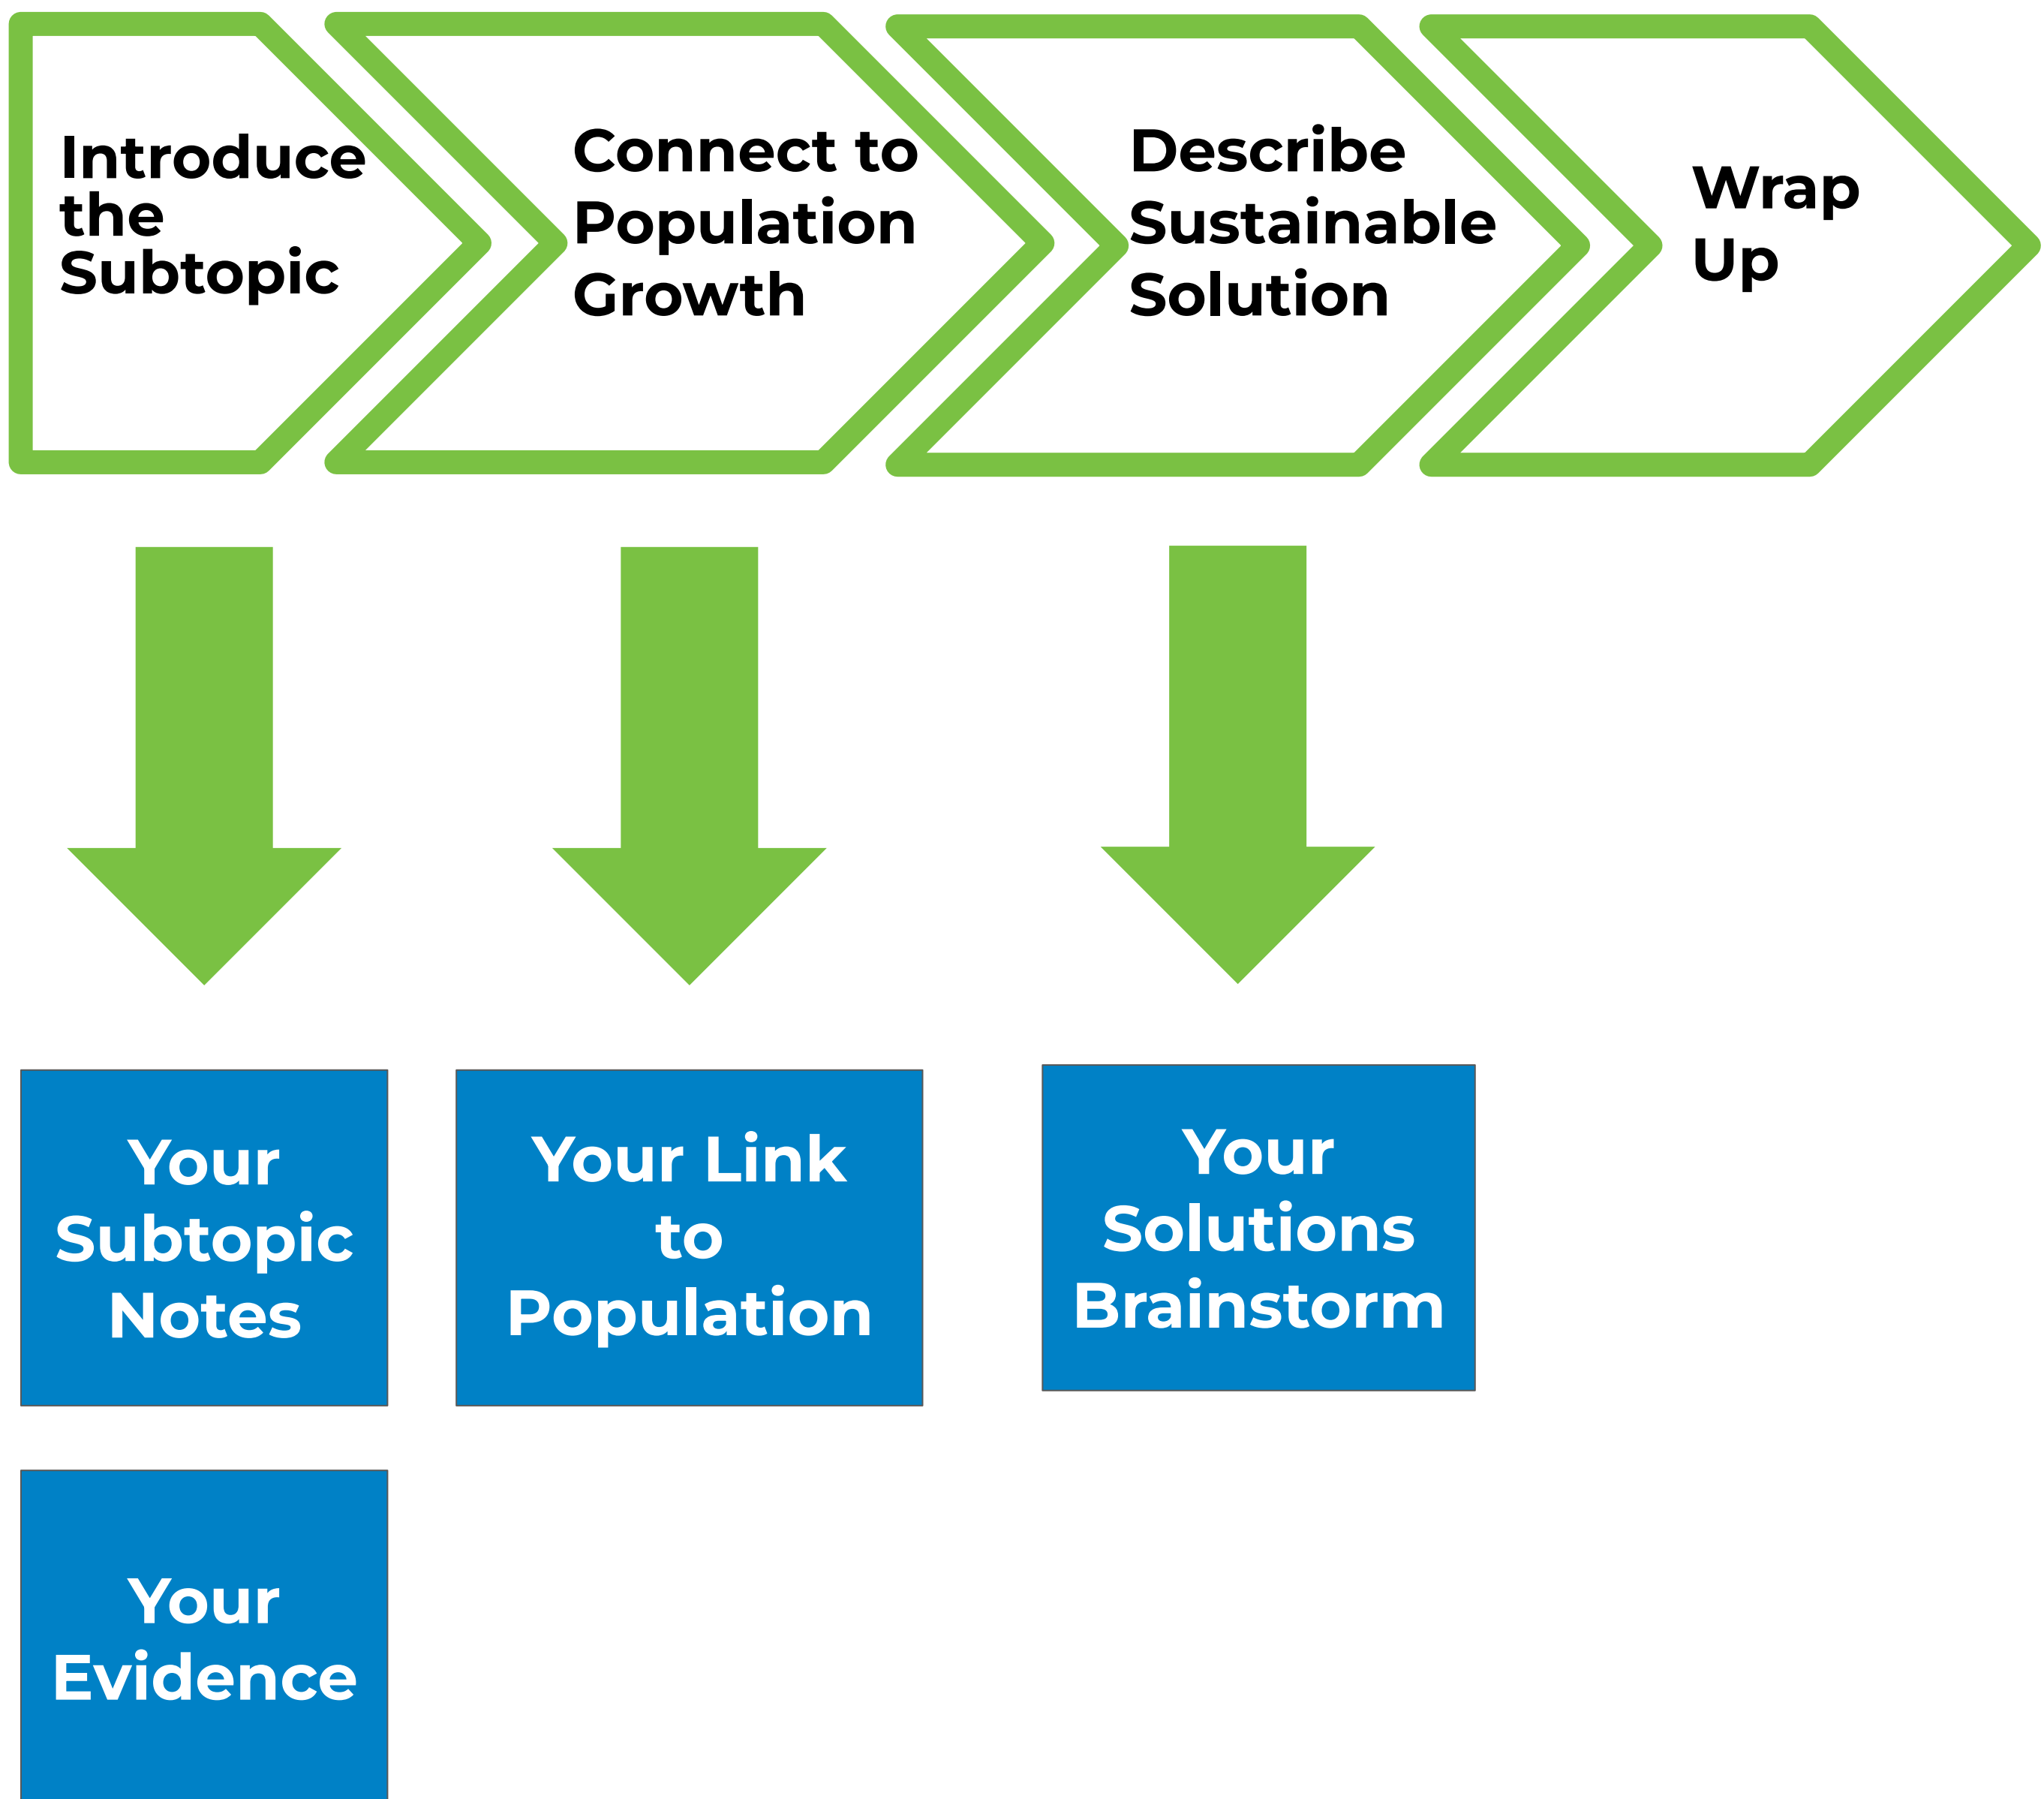 Introduce
the
Subtopic
Connect to
Population
Growth
Describe
Sustainable
Solution
Wrap
Up
Your
Subtopic
Notes
Your Link
to
Population
Your
Solutions
Brainstorm
Your
Evidence